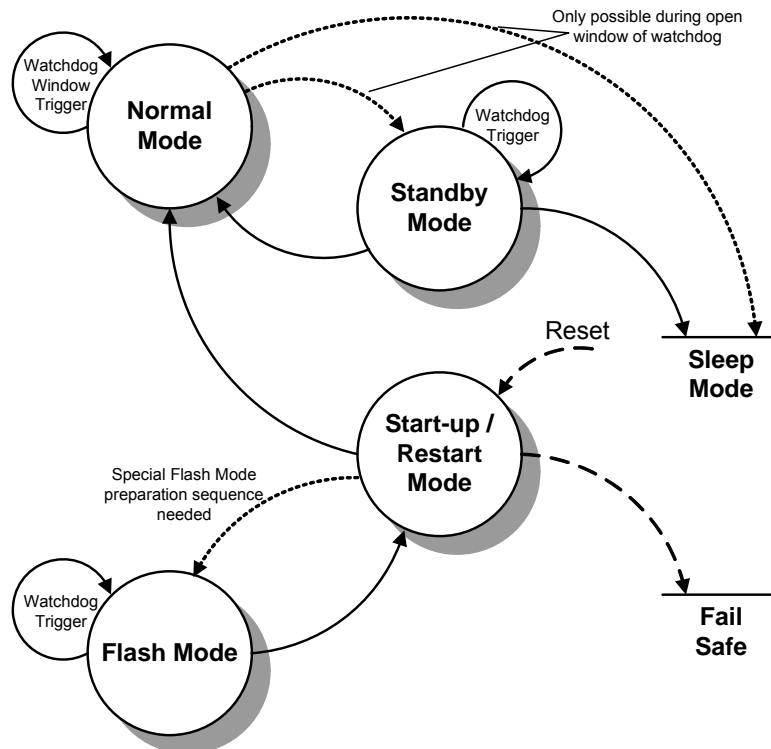 Only possible during open
window of watchdog
Watchdog
Window
Trigger
Normal
Mode
Watchdog
Trigger
Standby
Mode
Reset
Sleep
Mode
Start-up /
Restart
Mode
Special Flash Mode
preparation sequence
needed
Watchdog
Trigger
Flash Mode
Fail
Safe